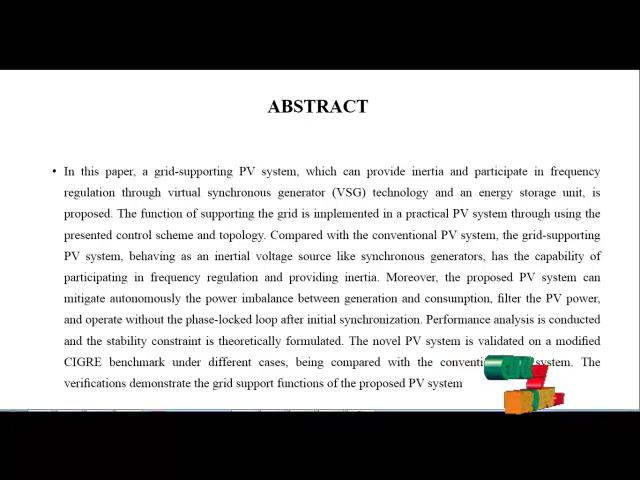 ABSTRACT
• In this paper, a grid-supporting PV system, which can provide inertia and participate in frequency
regulation through virtual synchronous generator (VSG) technology and an energy storage unit, is
proposed. The function of supporting the grid is implemented in a practical PV system through using the
presented control scheme and topology. Compared with the conventional PV system, the grid-supporting
PV system, behaving as an inertial voltage source like synchronous generators, has the capability of
participating in frequency regulation and providing inertia. Moreover, the proposed PV system can
mitigate autonomously the power imbalance between generation and consumption, filter the PV power,
and operate without the phase-locked loop after initial synchronization. Performance analysis is conducted
and the stability constraint is theoretically formulated. The novel PV system is validated on a modified
CIGRE benchmark under different cases, being compared with the system. The
verifications demonstrate the grid support functions of the proposed PV system